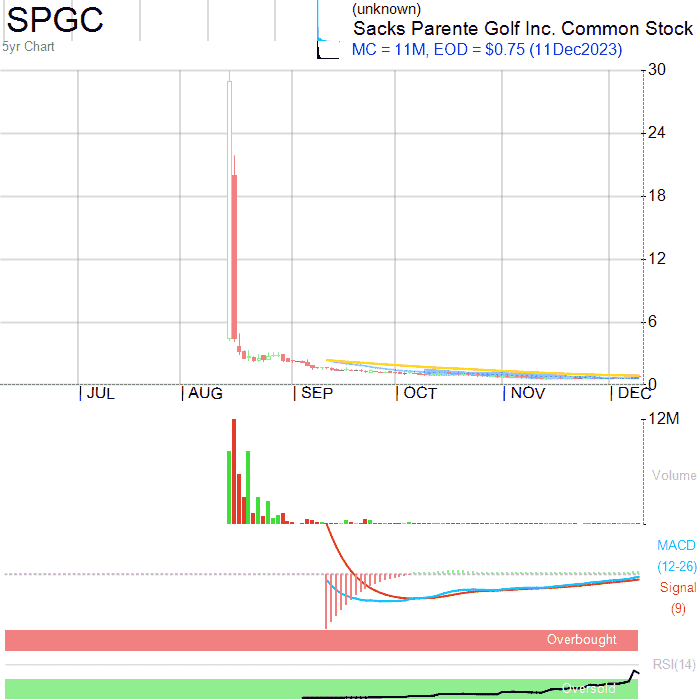 SPGC
5yr Chart
(unknown)
Sacks Parente Golf Inc. Common Stock
MC = 11M, EOD = $0.75 (11Dec2023)
30
24
18
12
6
0
JUL
AUG
SEP
OCT
NOV
DEC
12M
Volume
MACD
(12-26)
Signal
(9)
Overbought
RSI(14)
Oversold